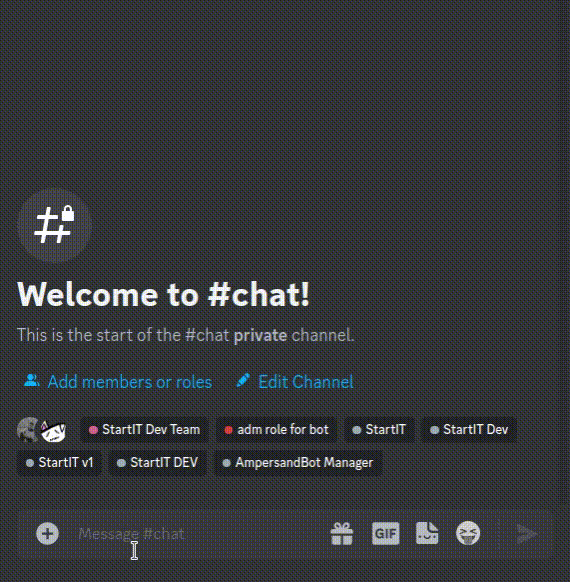 Welcome to #chat!
This is the start of the #chat private channel.
Add members or roles Edit Channel
StartIT Dev Team adm role for bot StartIT StartIT Dev
StartIT v1 StartIT DEV AmpersandBot Manager
Message #chat GIF